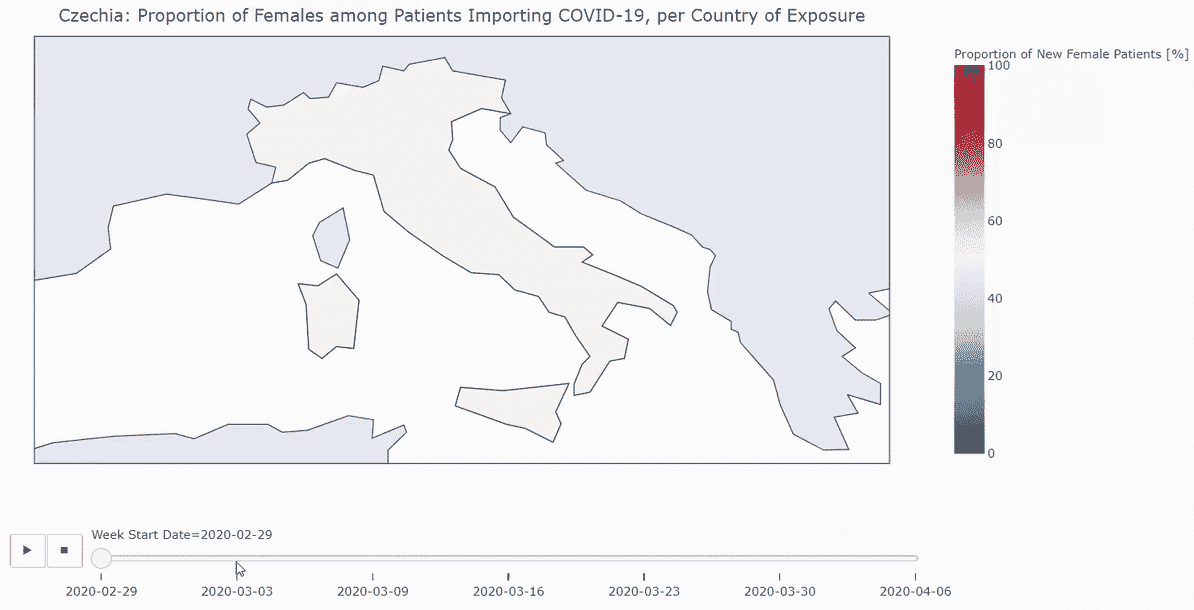 Czechia: Proportion of Females among Patients Importing COVID-19, per Country of Exposure
Proportion of New Female Patients [%]
100
80
60
40
20
0
Week Start Date=2020-02-29
2020-02-29 2020-03-03 2020-03-09 2020-03-16 2020-03-23 2020-03-30 2020-04-06